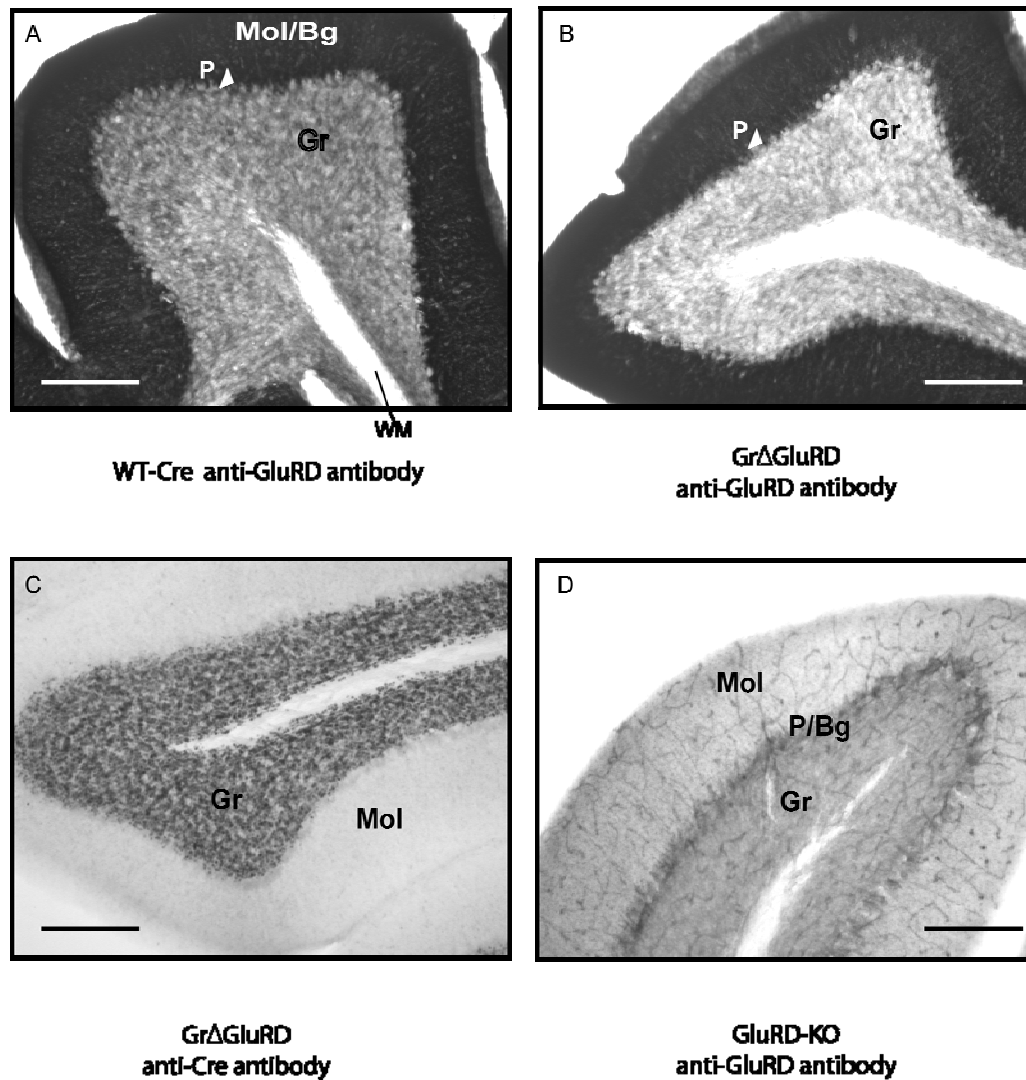 A
Mol/Bg
P
Gr
WM
WT-Cre anti-GluRD antibody
B
P
Gr
GrΔGluRD
anti-GluRD antibody
C
Gr
Mol
GrΔGluRD
anti-Cre antibody
D
Mol
P/Bg
Gr
GluRD-KO
anti-GluRD antibody